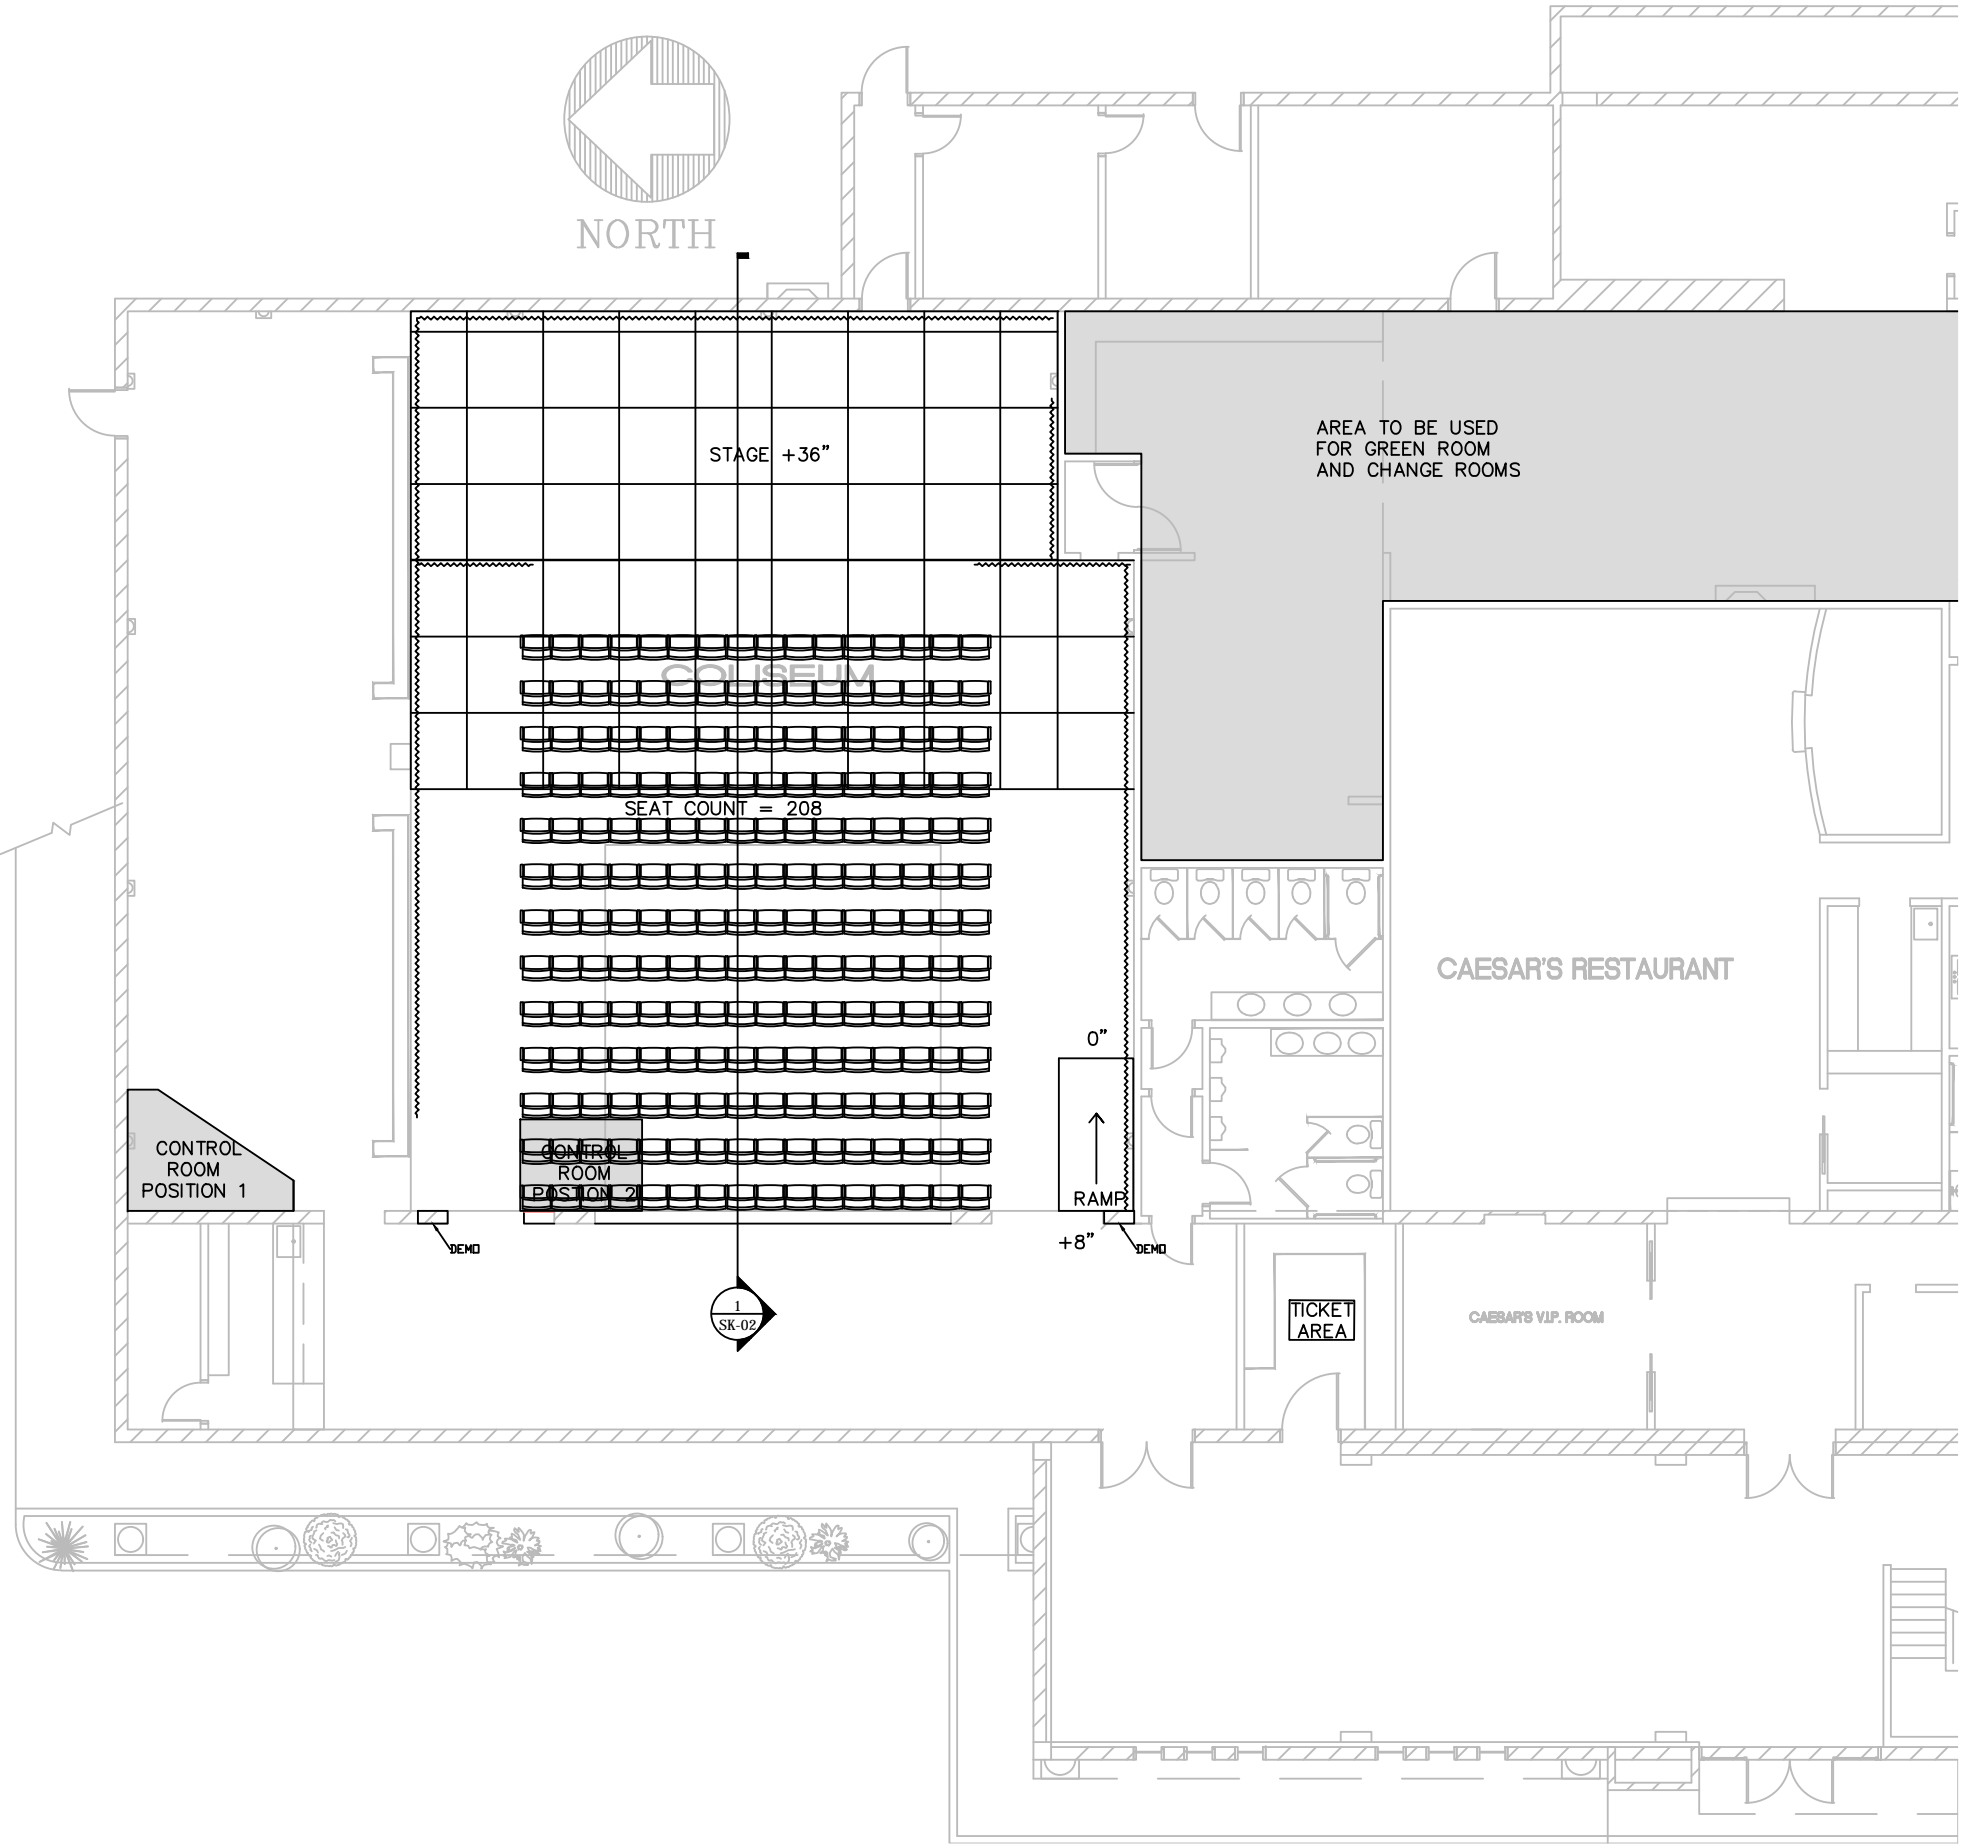 NORTH
STAGE +36”
AREA TO BE USED
FOR GREEN ROOM
AND CHANGE ROOMS
COLISEUM
SEAT COUNT = 208
CAESAR'S RESTAURANT
0”
CONTROL
ROOM
POSITION 1
CONTROL
ROOM
POSTION 2
RAMP
+8”
DEMO
DEMO
1
SK-02
TICKET
AREA
CAESAR'S V.I.P. ROOM